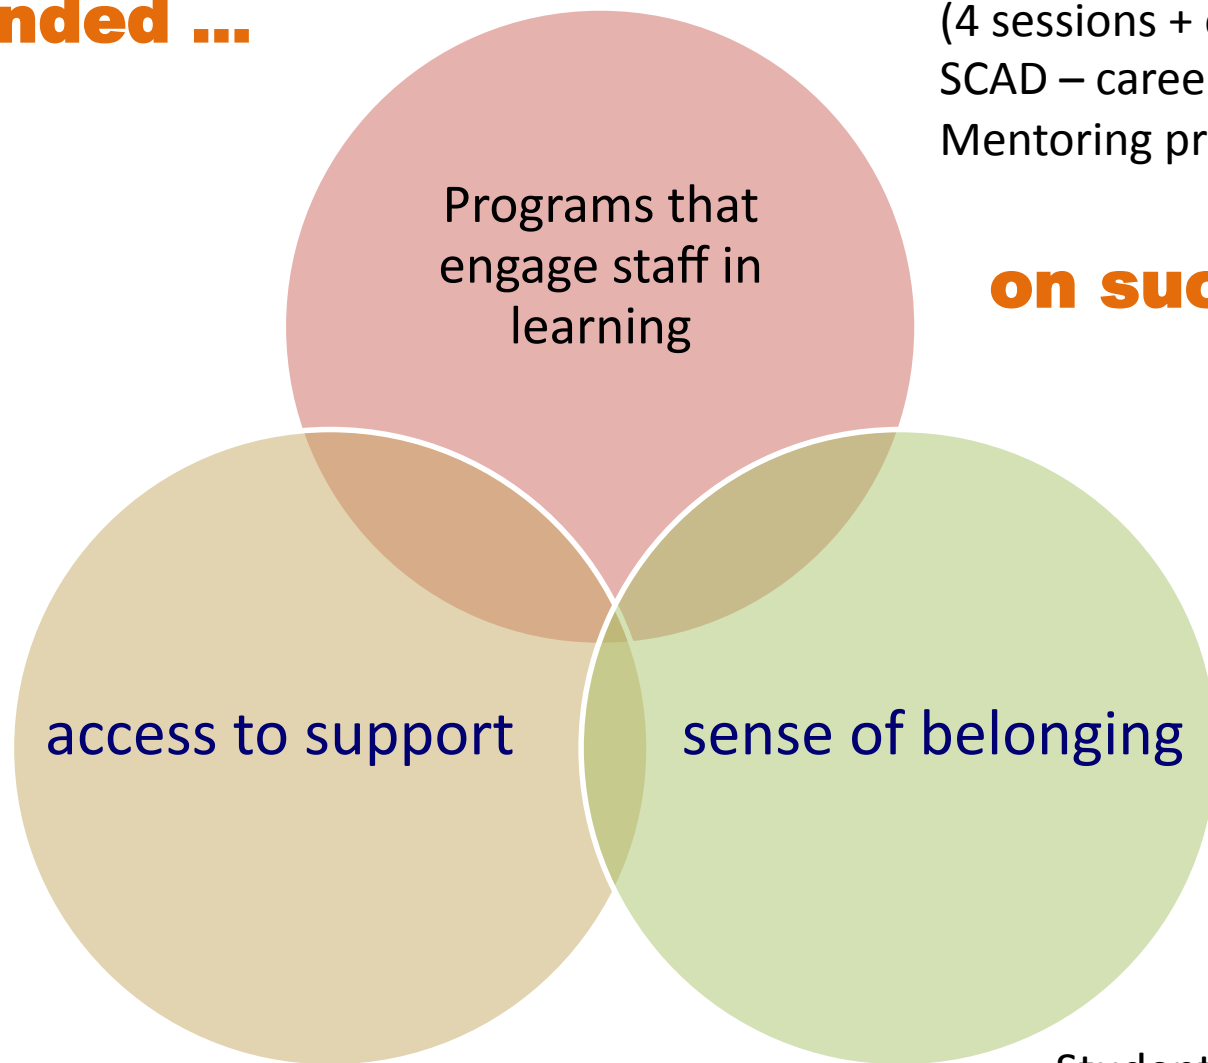 nded ...
(4 sessions +
SCAD – caree
Mentoring pr
Programs that
engage staff in
learning
on suc
access to support
sense of belonging
Student